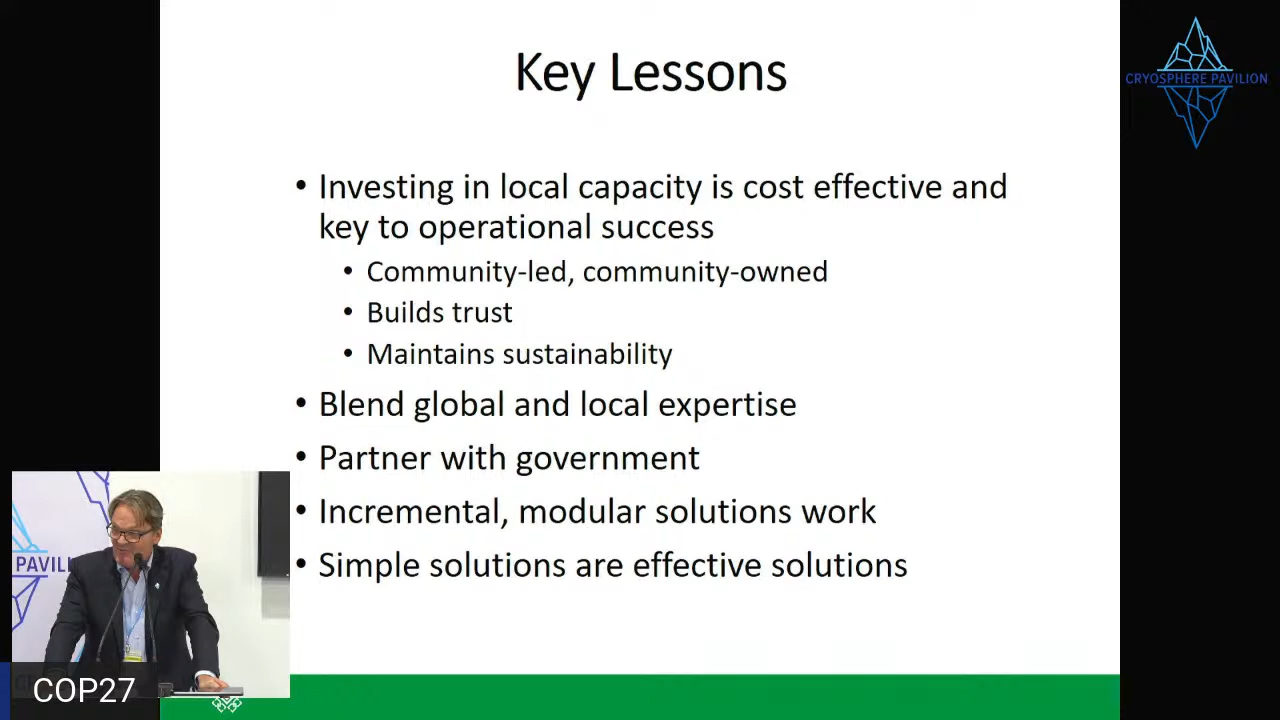 Key Lessons
CRYOSPHERE PAVILION
• Investing in local capacity is cost effective and
key to operational success
• Community-led, community-owned
• Builds trust
• Maintains sustainability
• Blend global and local expertise
• Partner with government
• Incremental, modular solutions work
• Simple solutions are effective solutions
COP27